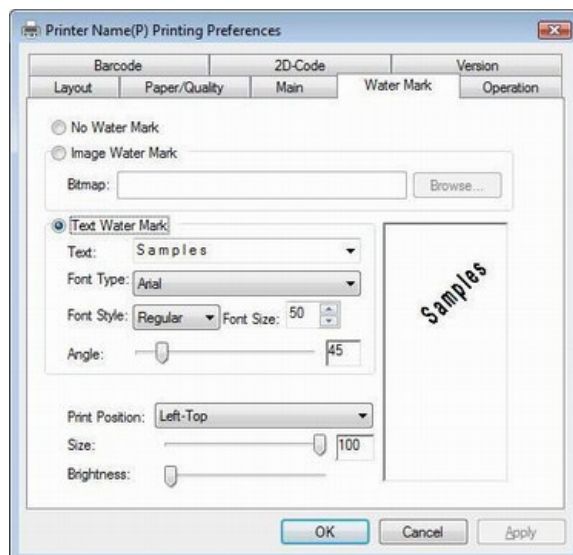 Printer Name(P) Printing Preferences
Barcode 2D-Code Version
Layout Paper/Quality Main Water Mark Operation
No Water Mark
Image Water Mark
Bitmap: Browse...
Text Water Mark
Text: Samples
Font Type: Arial
Font Style: Regular Font Size: 50
Angle: 45
Samples
Print Position: Left-Top
Size: 100
Brightness:
OK Cancel Apply